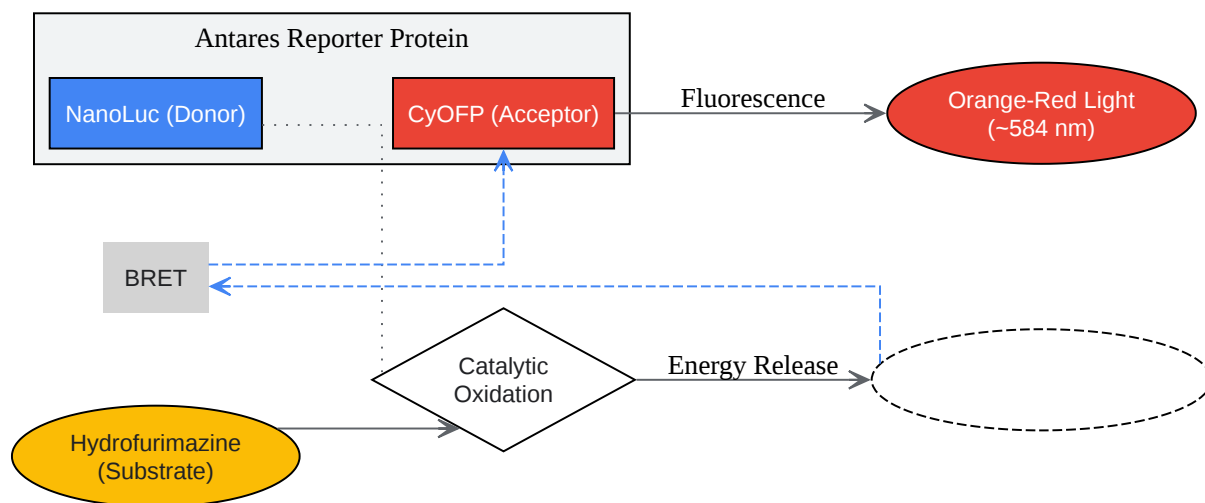 Antares Reporter Protein
NanoLuc (Donor)
CyOFP (Acceptor)
Fluorescence
Orange-Red Light
(~584 nm)
BRET
Catalytic
Oxidation
Energy Release
Hydrofurimazine
(Substrate)